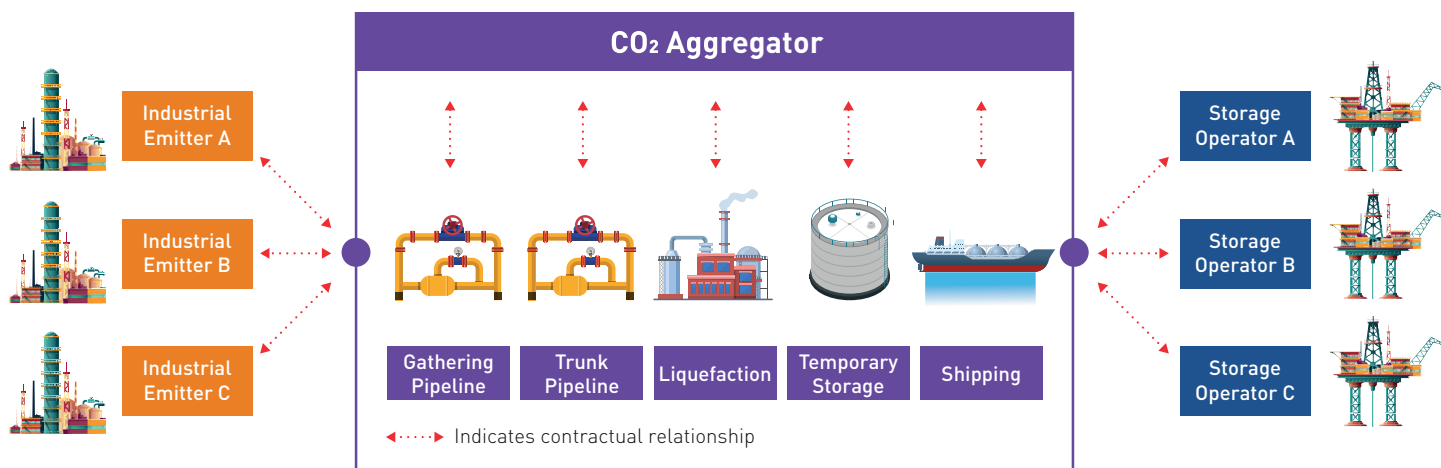 CO₂ Aggregator
Industrial
Emitter A
Industrial
Emitter B
Industrial
Emitter C
Gathering
Pipeline
Trunk
Pipeline
Liquefaction
Temporary
Storage
Shipping
Indicates contractual relationship
Storage
Operator A
Storage
Operator B
Storage
Operator C